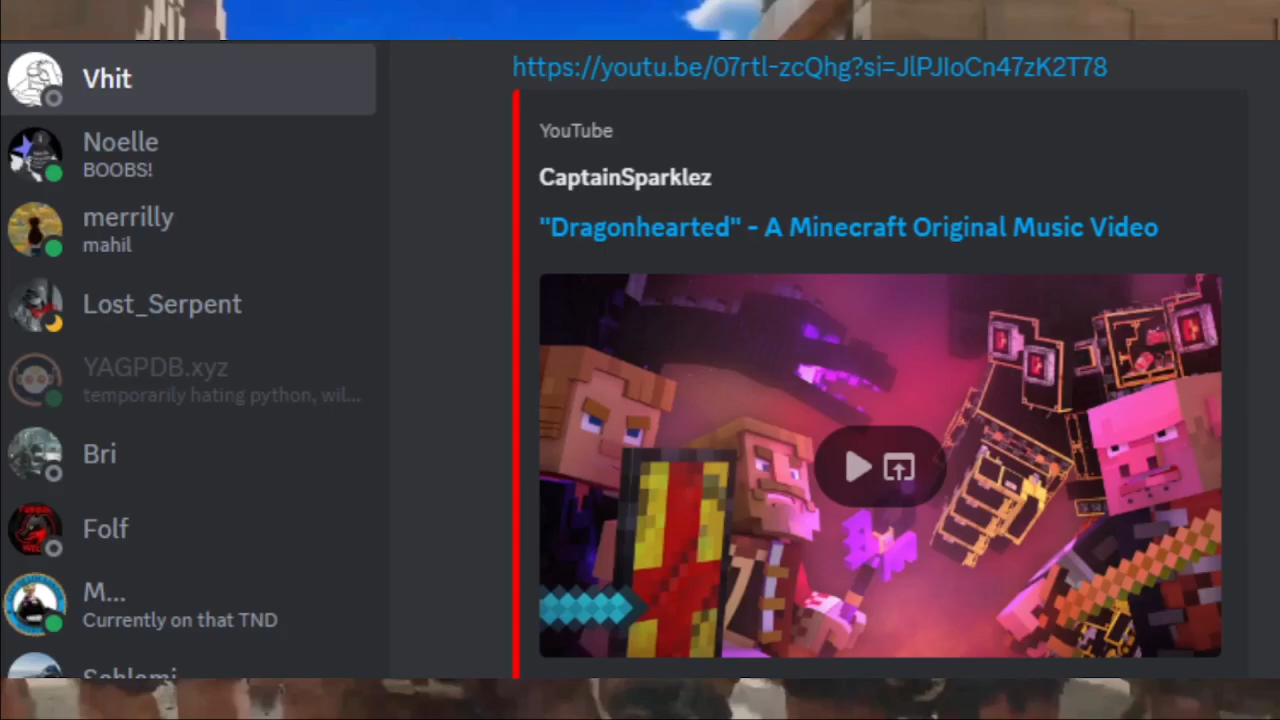 Vhit
Noelle
BOOBS!
merrilly
mahil
Lost_Serpent
YAGPDB.xyz
temporarily hating python, wil...
Bri
Folf
M...
Currently on that TND
https://youtu.be/07rtl-zcQhg?si=JlPJIoCn47zK2T78
YouTube
CaptainSparklez
"Dragonhearted" - A Minecraft Original Music Video